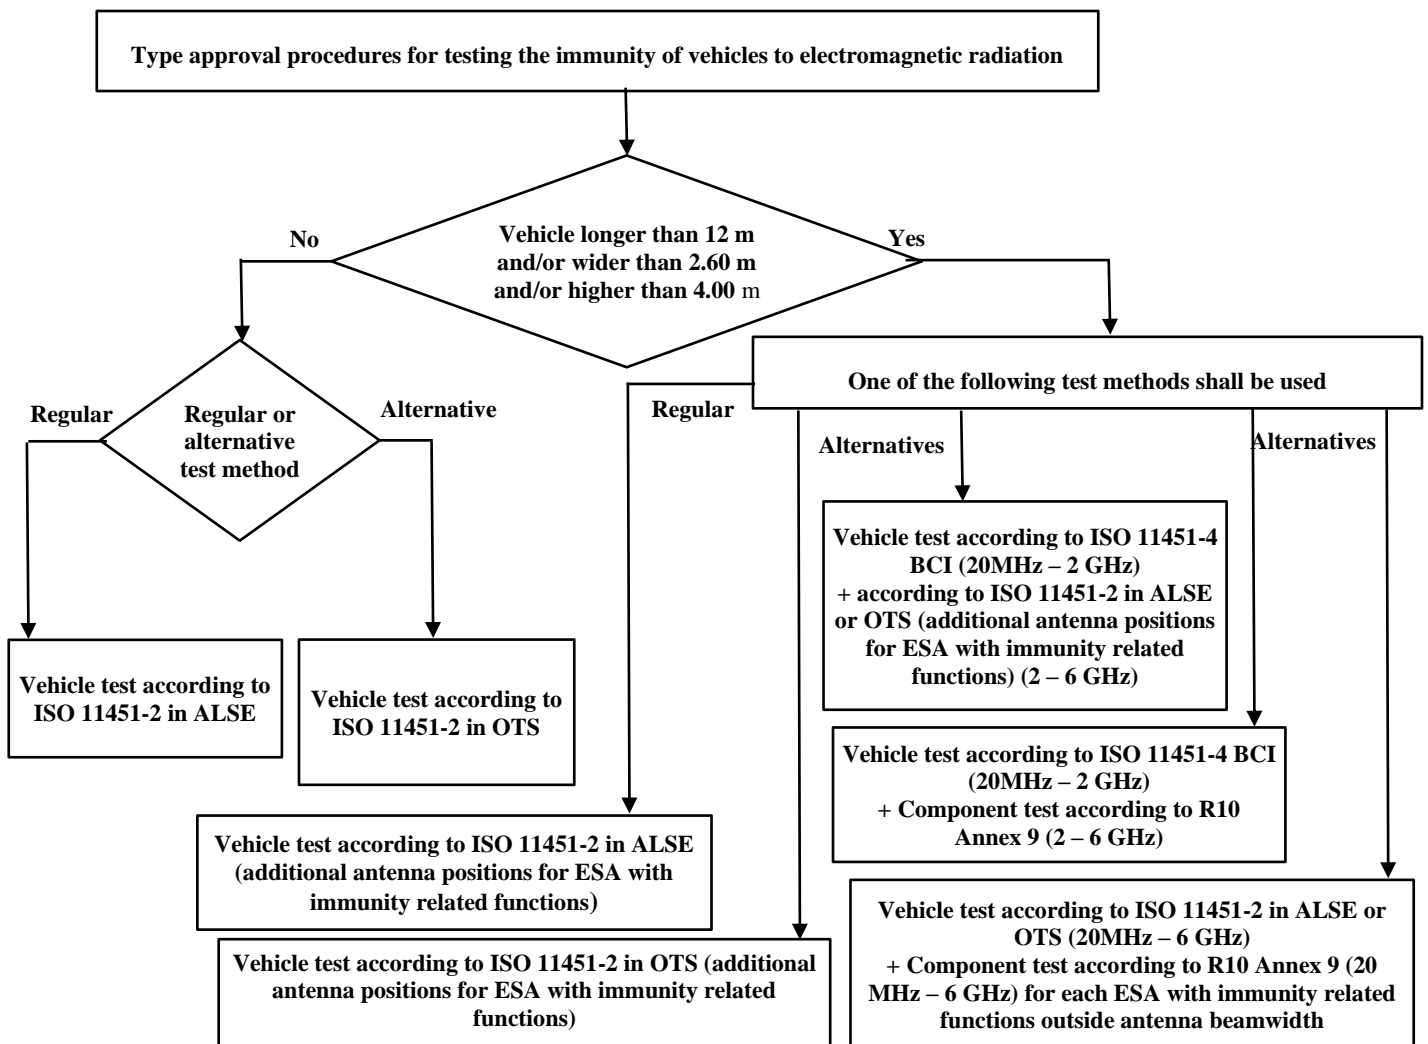 Type approval procedures for testing the immunity of vehicles to electromagnetic radiation
No
Vehicle longer than 12 m
and/or wider than 2.60 m
and/or higher than 4.00 m
Yes
Regular
Regular or
alternative
test method
Alternative
One of the following test methods shall be used
Regular
Alternatives
Alternatives
Vehicle test according to ISO 11451-4
BCI (20MHz – 2 GHz)
+ according to ISO 11451-2 in ALSE
or OTS (additional antenna positions
for ESA with immunity related
functions) (2 – 6 GHz)
Vehicle test according to
ISO 11451-2 in ALSE
Vehicle test according to
ISO 11451-2 in OTS
Vehicle test according to ISO 11451-4 BCI
(20MHz – 2 GHz)
+ Component test according to R10
Annex 9 (2 – 6 GHz)
Vehicle test according to ISO 11451-2 in ALSE
(additional antenna positions for ESA with
immunity related functions)
Vehicle test according to ISO 11451-2 in OTS (additional
antenna positions for ESA with immunity related
functions)
Vehicle test according to ISO 11451-2 in ALSE or
OTS (20MHz – 6 GHz)
+ Component test according to R10 Annex 9 (20
MHz – 6 GHz) for each ESA with immunity related
functions outside antenna beamwidth